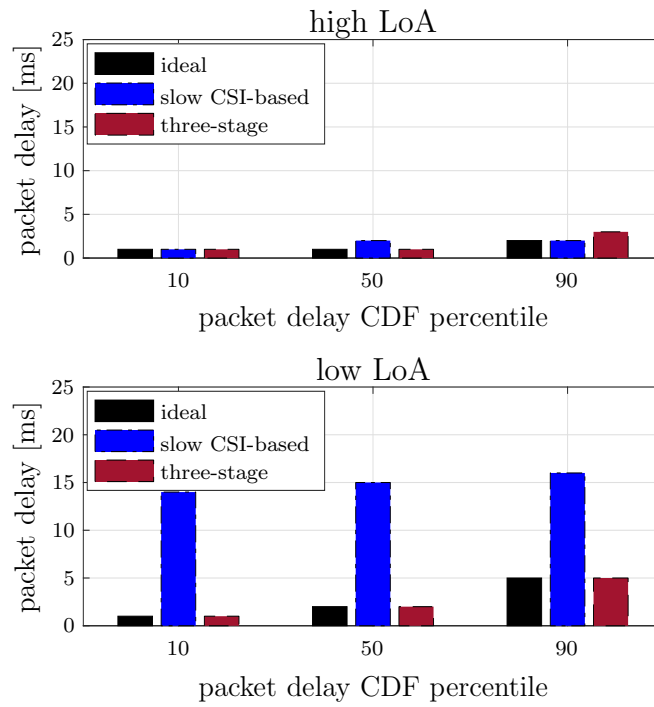 high LoA
packet delay [ms]
25
20
15
10
5
0
ideal
slow CSI-based
three-stage
10
50
90
packet delay CDF percentile
low LoA
packet delay [ms]
25
20
15
10
5
0
ideal
slow CSI-based
three-stage
10
50
90
packet delay CDF percentile